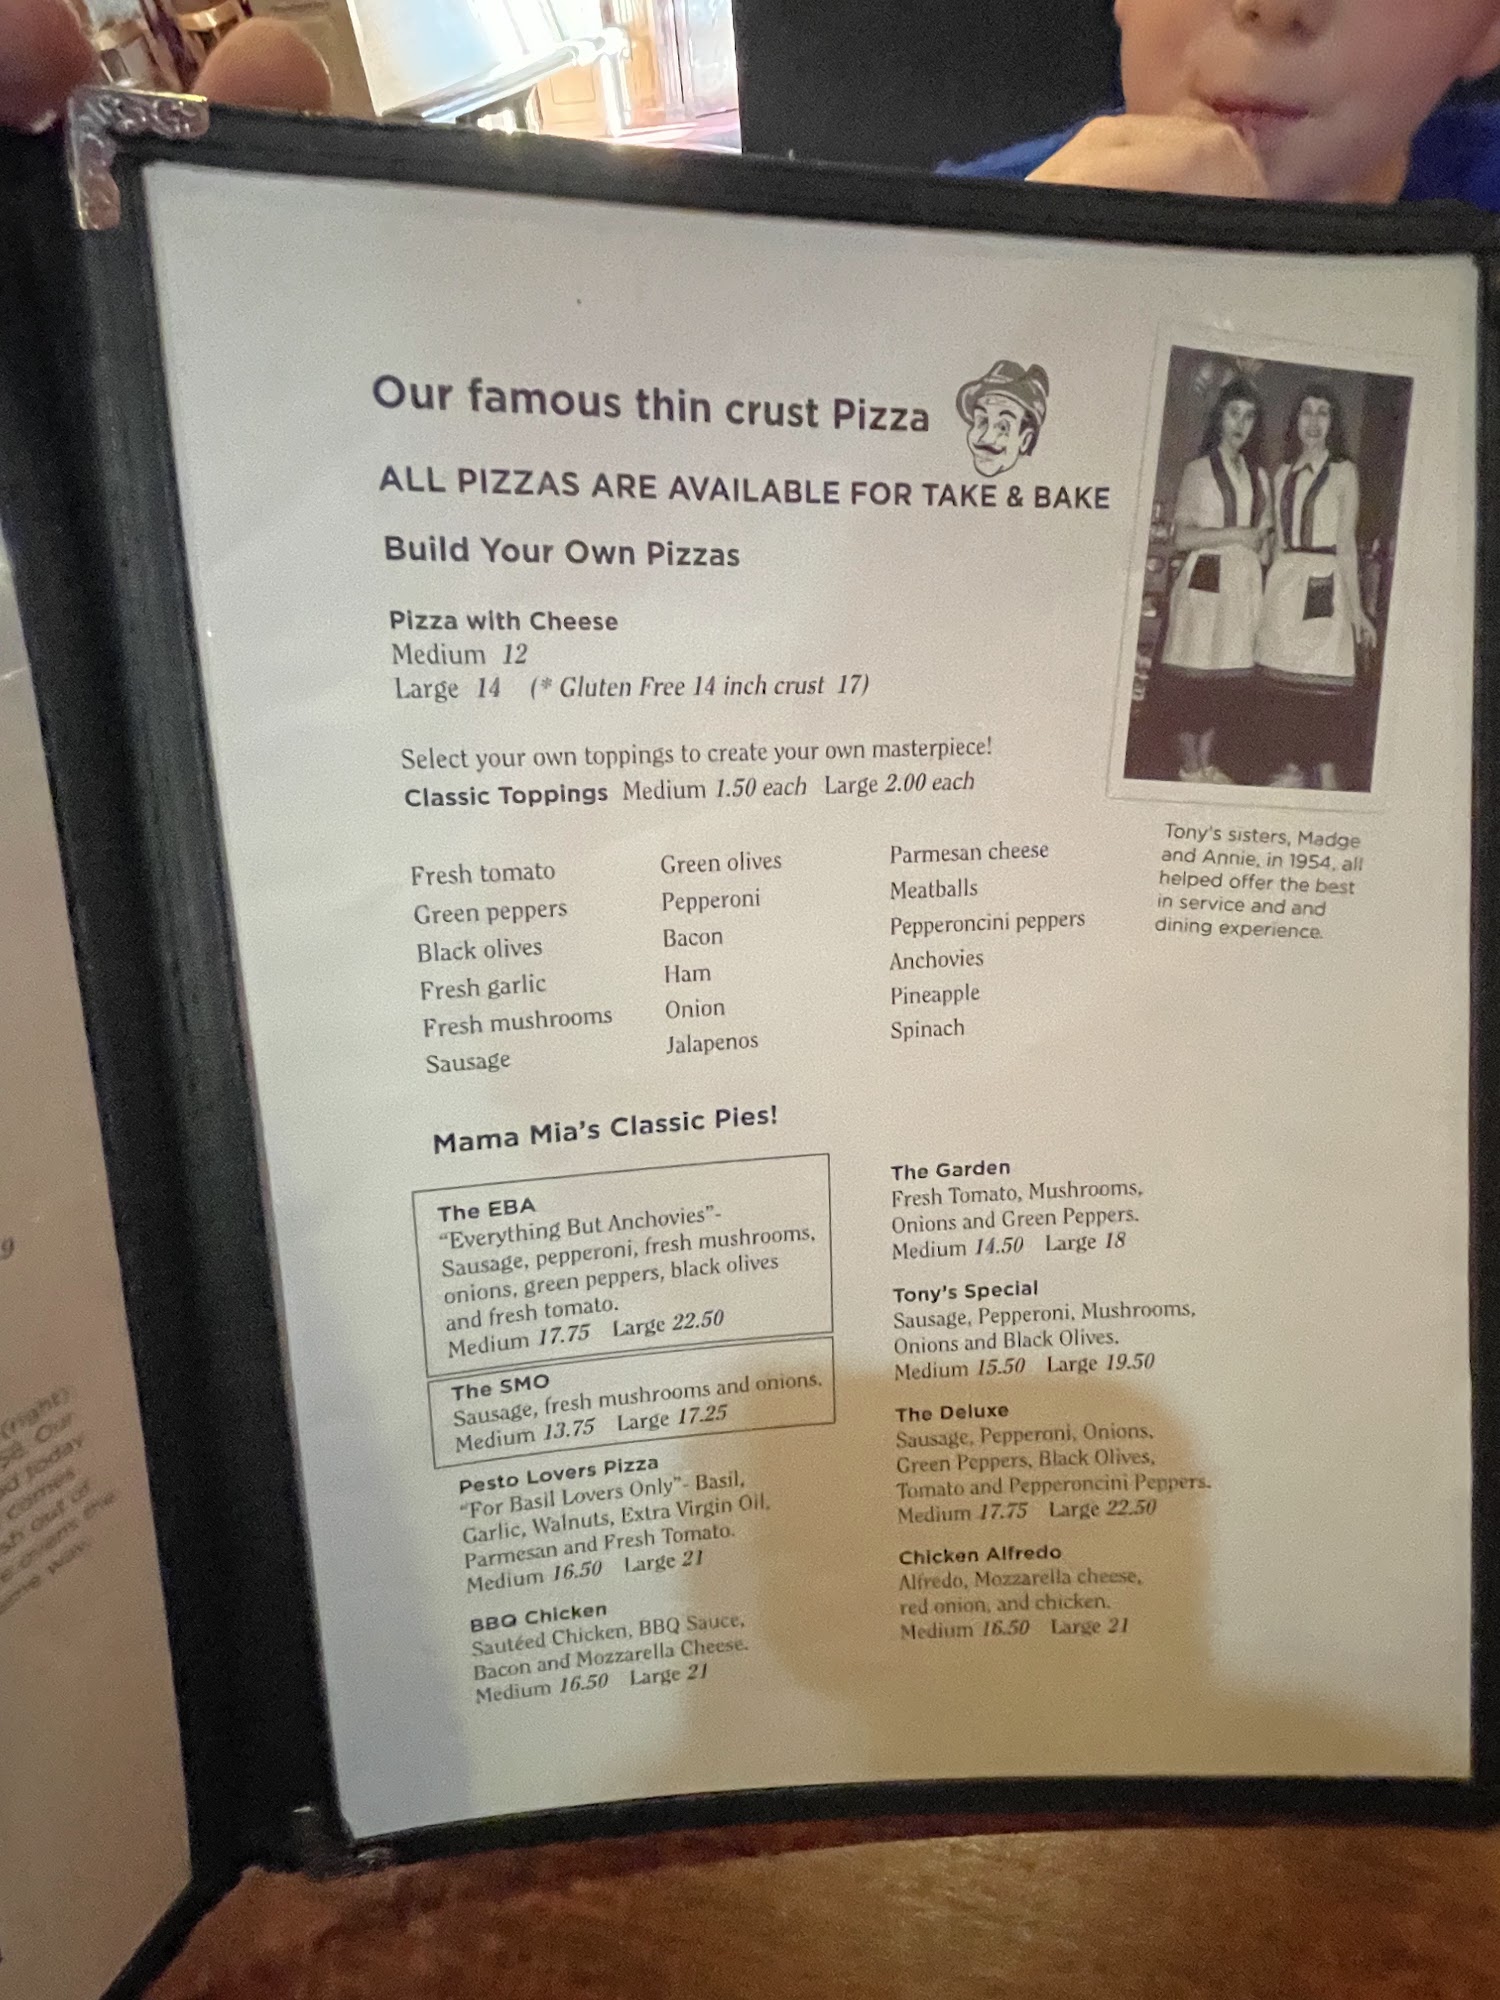 Our famous thin crust Pizza
ALL PIZZAS ARE AVAILABLE FOR TAKE & BAKE
Build Your Own Pizzas
Pizza with Cheese
Medium 12
Large 14 (* Gluten Free 14 inch crust 17)
Select your own toppings to create your own masterpiece!
Classic Toppings Medium 1.50 each Large 2.00 each
Fresh tomato
Green peppers
Black olives
Fresh garlic
Fresh mushrooms
Sausage
Green olives
Pepperoni
Bacon
Ham
Onion
Jalapenos
Parmesan cheese
Meatballs
Pepperoncini peppers
Anchovies
Pineapple
Spinach
Tony's sisters, Madge
and Annie, in 1954, all
helped offer the best
in service and and
dining experience.
Mama Mia's Classic Pies!
The EBA
"Everything But Anchovies"-
Sausage, pepperoni, fresh mushrooms,
onions, green peppers, black olives
and fresh tomato.
Medium 17.75 Large 22.50
The SMO
Sausage, fresh mushrooms and onions.
Medium 13.75 Large 17.25
Pesto Lovers Pizza
"For Basil Lovers Only"- Basil,
Garlic, Walnuts, Extra Virgin Oil,
Parmesan and Fresh Tomato.
Medium 16.50 Large 21
BBQ Chicken
Sautéed Chicken, BBQ Sauce,
Bacon and Mozzarella Cheese.
Medium 16.50 Large 21
The Garden
Fresh Tomato, Mushrooms,
Onions and Green Peppers.
Medium 14.50 Large 18
Tony's Special
Sausage, Pepperoni, Mushrooms,
Onions and Black Olives.
Medium 15.50 Large 19.50
The Deluxe
Sausage, Pepperoni, Onions,
Green Peppers, Black Olives,
Tomato and Pepperoncini Peppers.
Medium 17.75 Large 22.50
Chicken Alfredo
Alfredo, Mozzarella cheese,
red onion, and chicken.
Medium 16.50 Large 21
9
(right)
Our
today
comes
out of